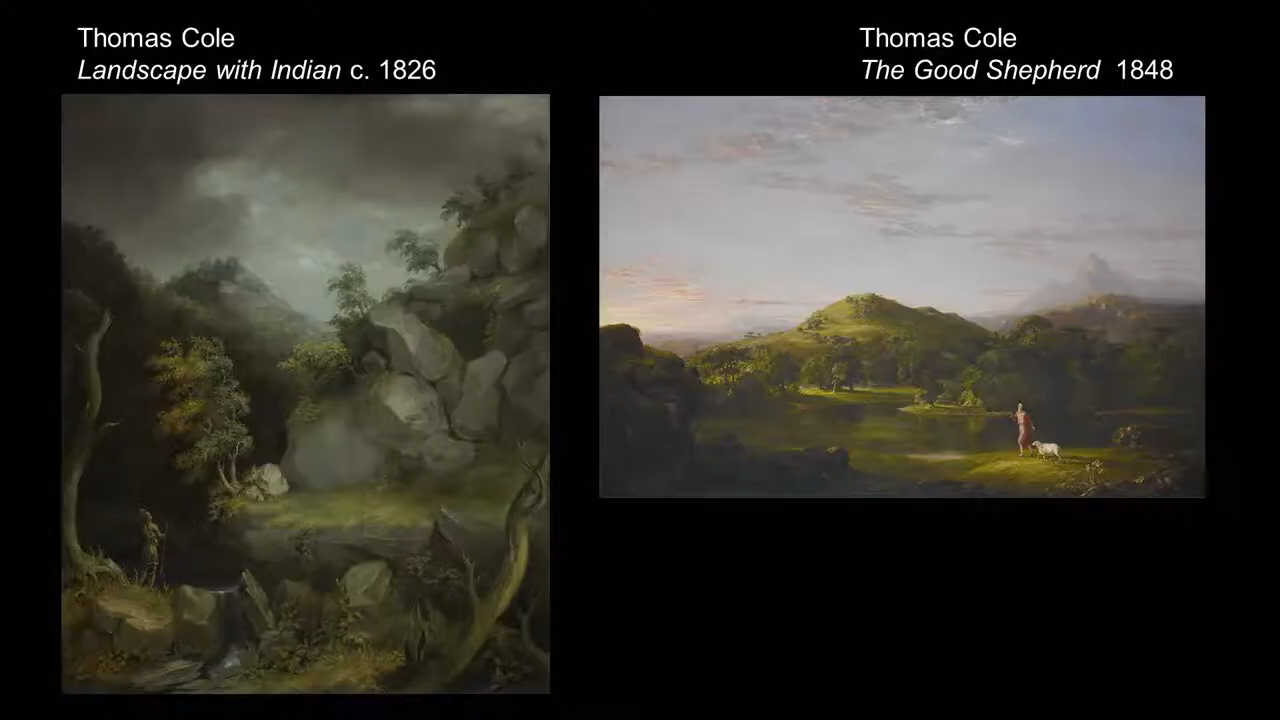 Thomas Cole
Landscape with Indian c. 1826
Thomas Cole
The Good Shepherd 1848